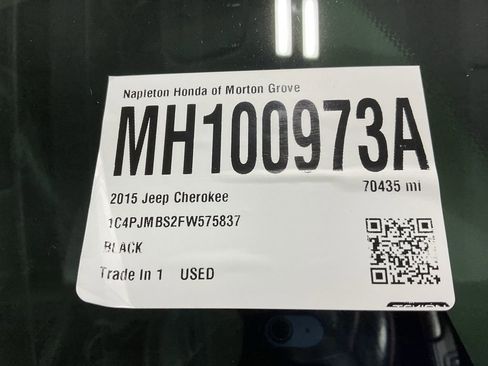 Napleton Honda of Morton Grove
MH100973A
70435 mi
2015 Jeep Cherokee
1C4PJMBS2FW575837
BLACK
Trade In 1 USED